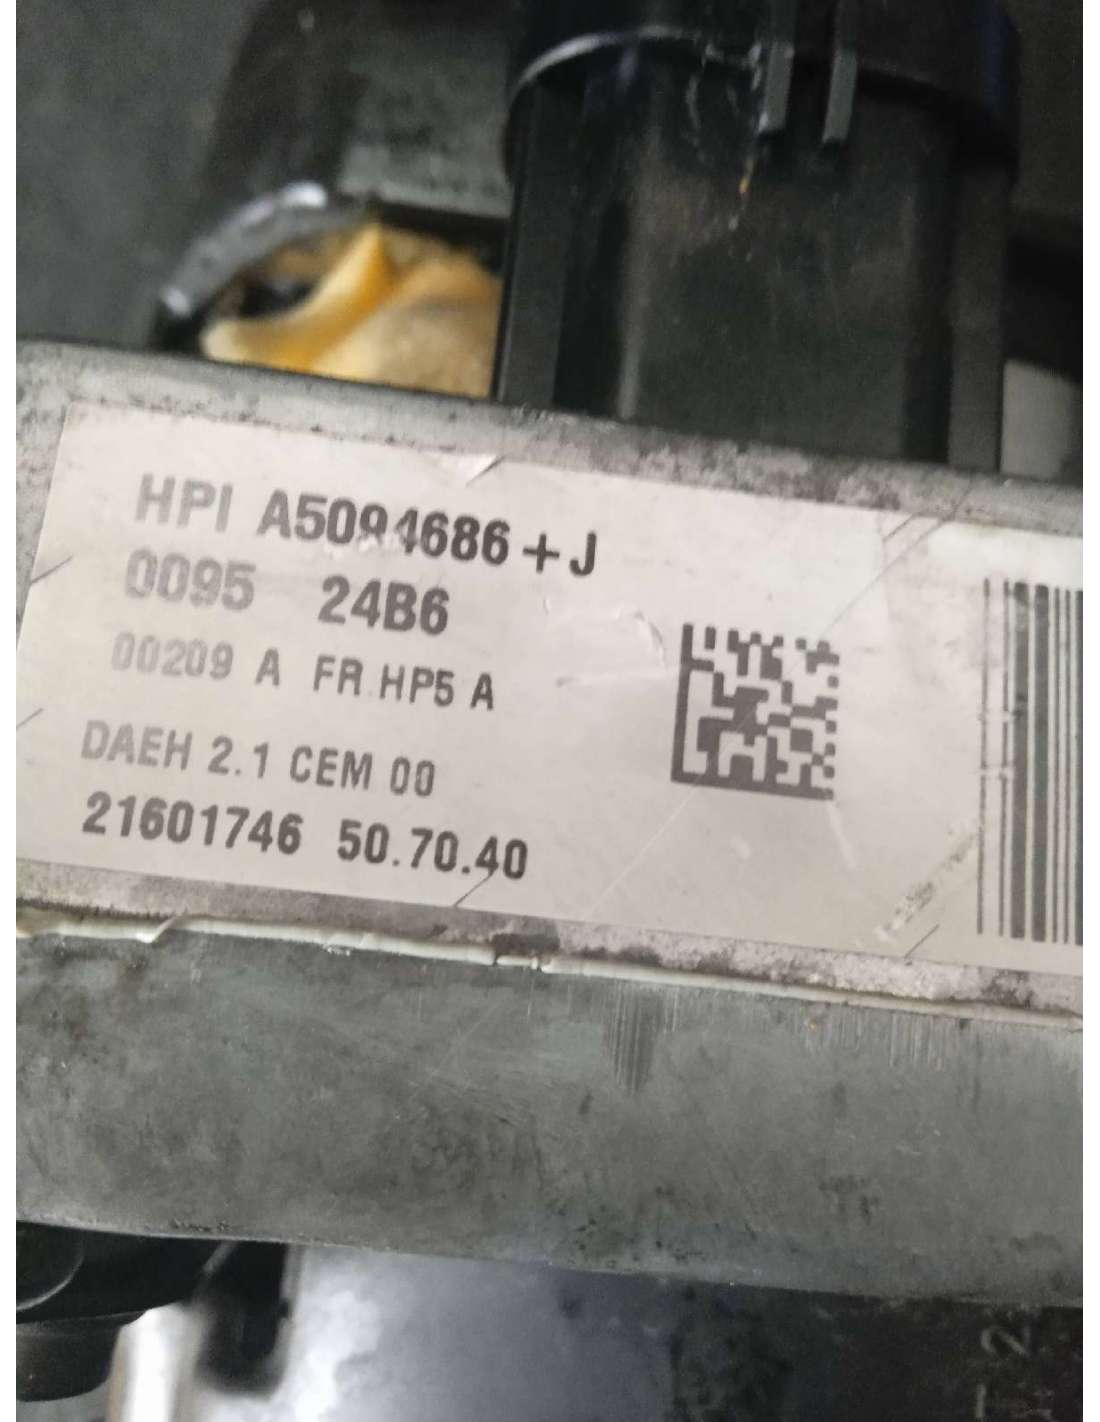 HPI A5094686+J
0095 24B6
00209 A FR HP5 A
DAEH 2.1 CEM 00
21601746 50.70.40